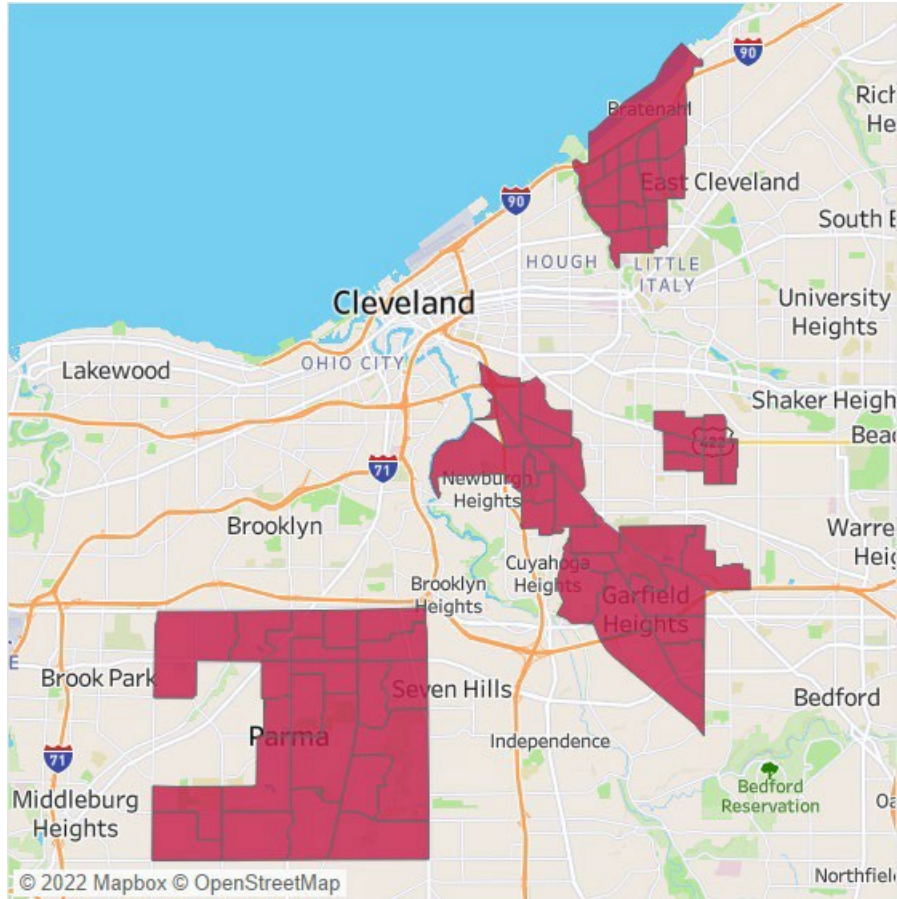 90
Rich
He
Bratenahl
East Cleveland
90
South E
HOUGH
LITTLE
ITALY
Cleveland
University
Heights
OHIO CITY
Lakewood
Shaker Heigh
422
Beac
71
Newburgh
Heights
Brooklyn
Warre
Heig
Cuyahoga
Heights
Brooklyn
Heights
Garfield
Heights
E
Brook Park
Seven Hills
Bedford
Parma
Independence
71
Bedford
Reservation
Middleburg
Heights
Oa
Northfiel
© 2022 Mapbox © OpenStreetMap